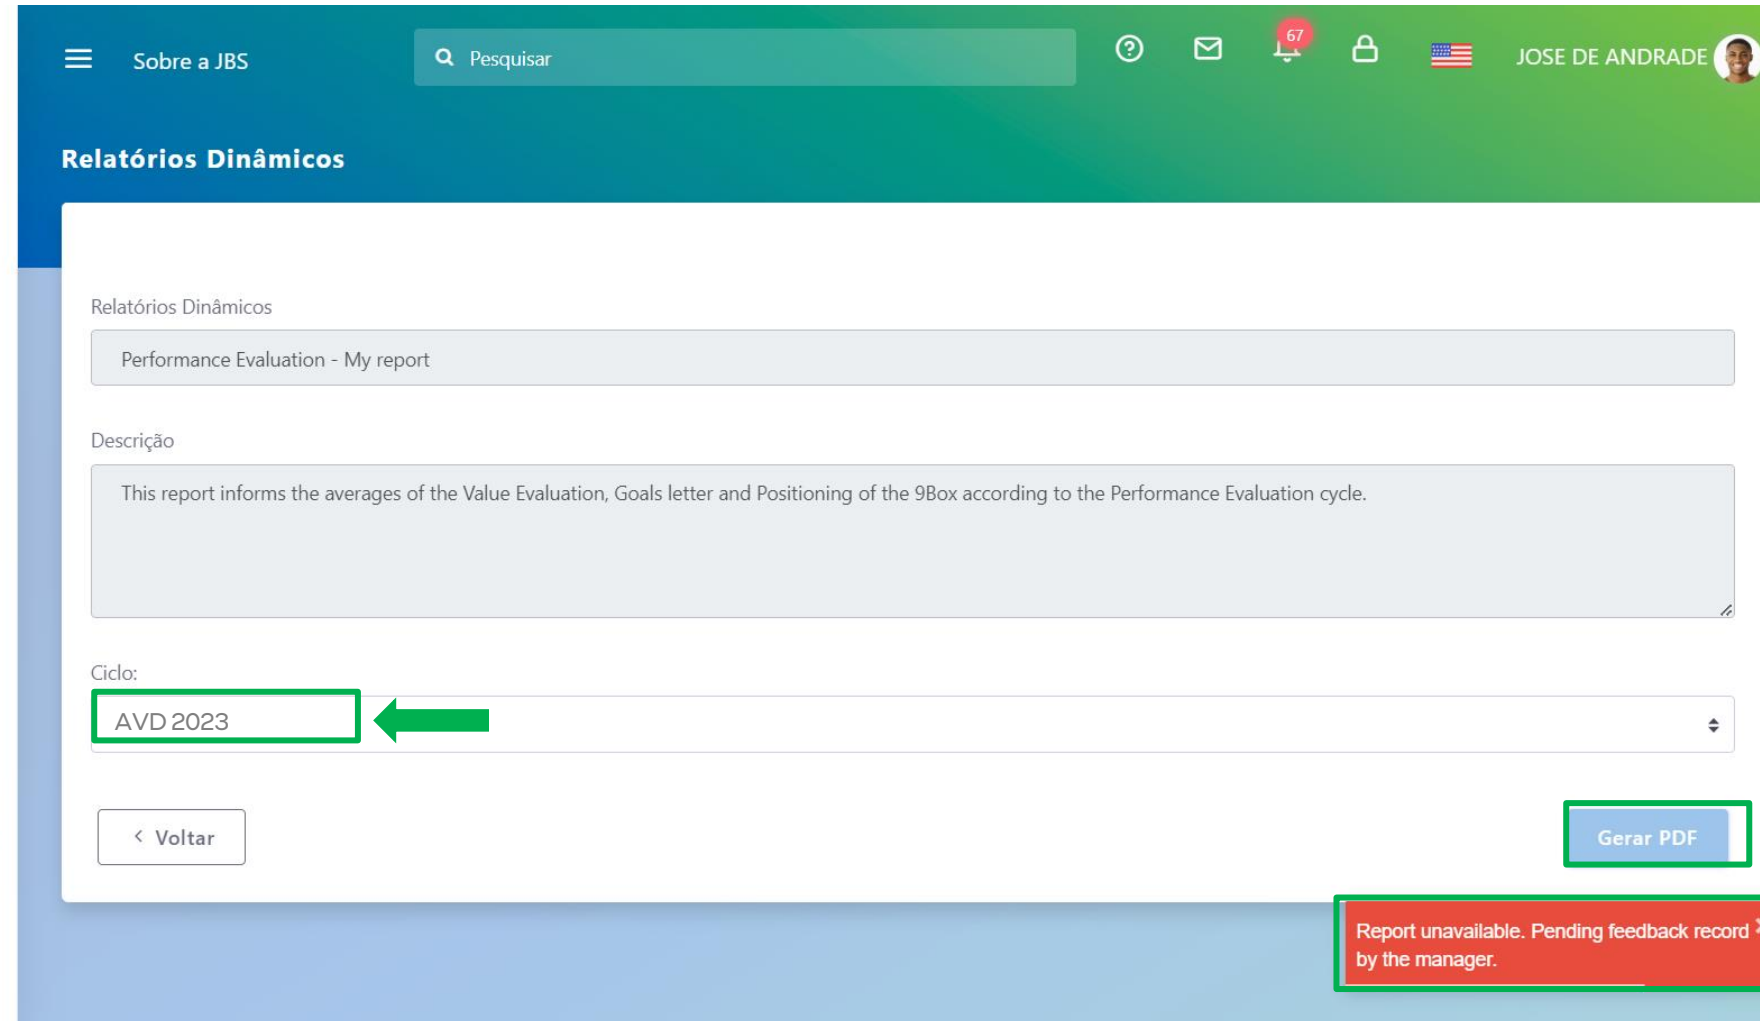 Sobre a JBS
Pesquisar
67
JOSE DE ANDRADE
Relatórios Dinâmicos
Relatórios Dinâmicos
Performance Evaluation - My report
Descrição
This report informs the averages of the Value Evaluation, Goals letter and Positioning of the 9Box according to the Performance Evaluation cycle.
Ciclo:
AVD 2023
Voltar
Gerar PDF
Report unavailable. Pending feedback record
by the manager.